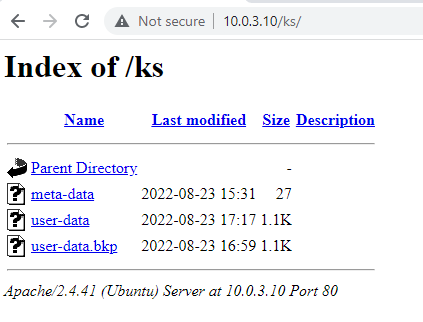 Not secure | 10.0.3.10/ks/
Index of /ks
Name Last modified Size Description
Parent Directory -
meta-data 2022-08-23 15:31 27
user-data 2022-08-23 17:17 1.1K
user-data.bkp 2022-08-23 16:59 1.1K
Apache/2.4.41 (Ubuntu) Server at 10.0.3.10 Port 80